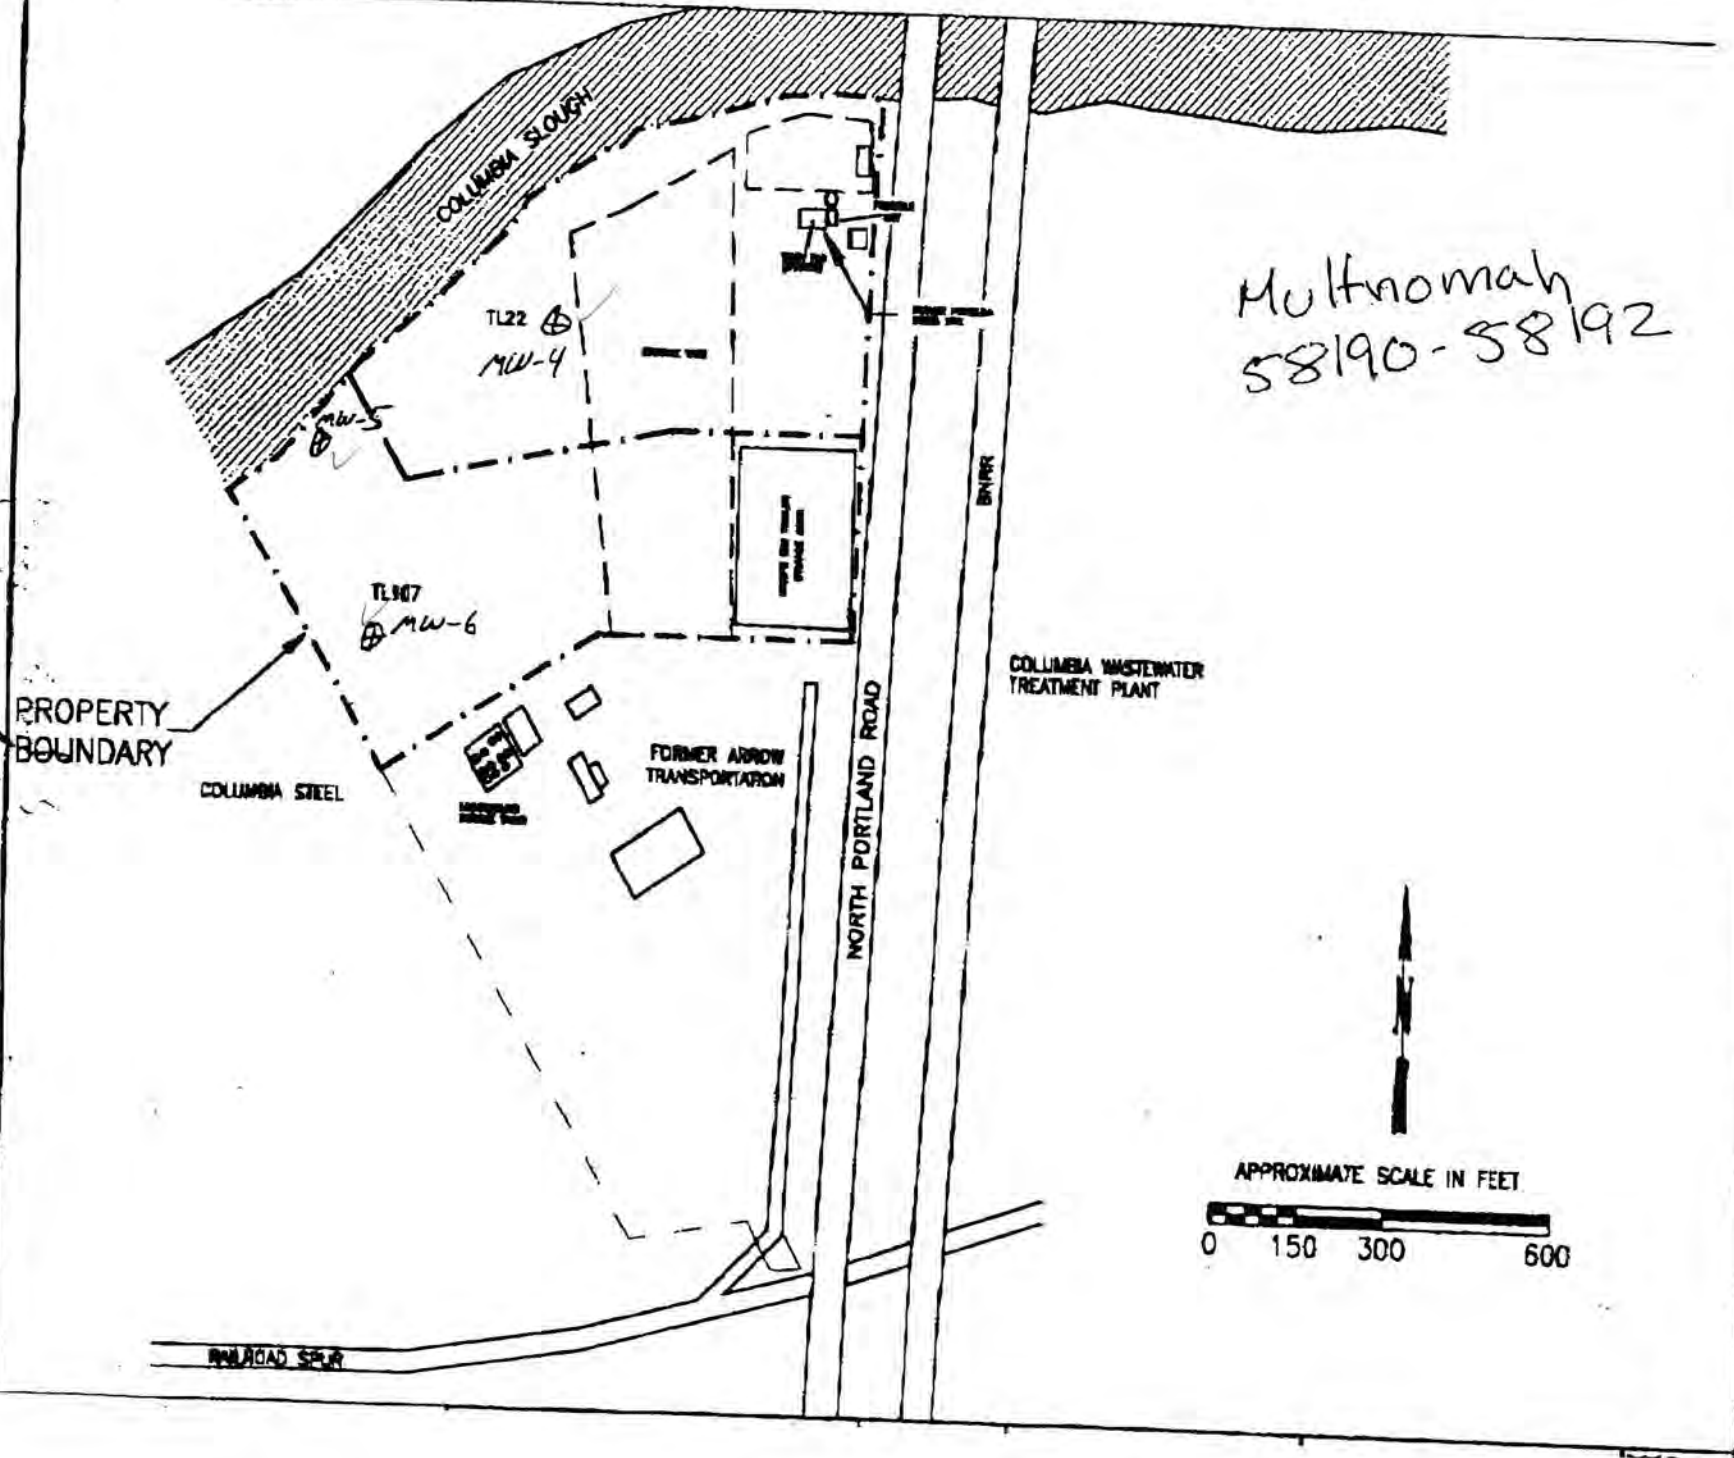 COLUMBIA SLOUGH
Multnomah
58190-58192
TL22
MW-4
MW-5
BNRR
MW-6
PROPERTY
BOUNDARY
COLUMBIA WASTEWATER
TREATMENT PLANT
NORTH PORTLAND ROAD
FORMER ARROW
TRANSPORTATION
COLUMBIA STEEL
N
APPROXIMATE SCALE IN FEET
0 150 300 600
RAILROAD SPUR